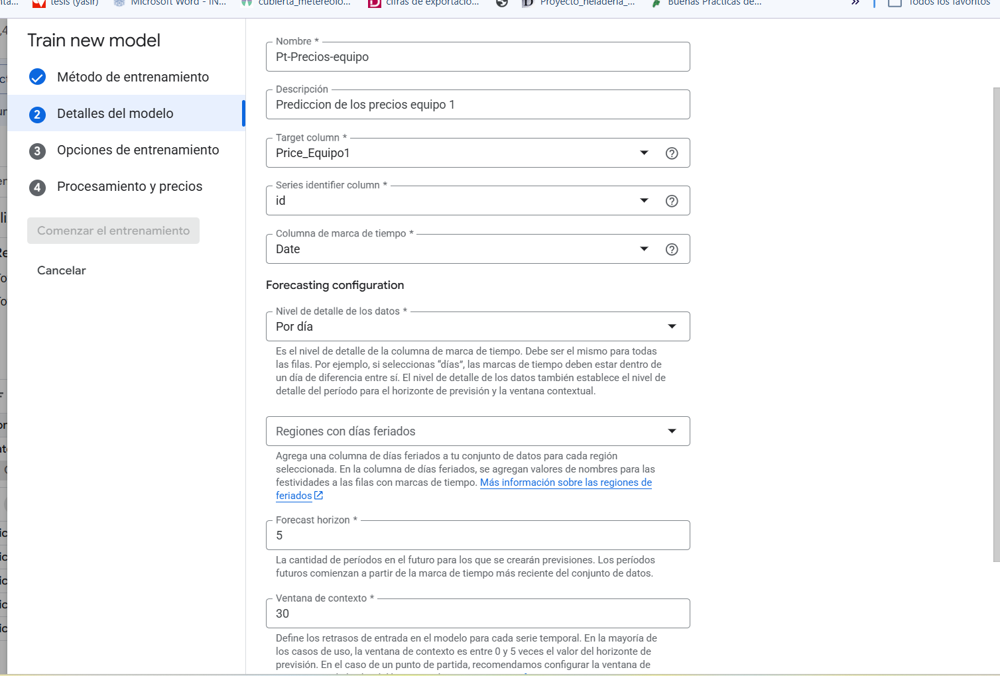 tesis (yasir)
Microsoft Word - IN...
cubierta_metereolo...
cifras de exportacio...
Proyecto_heladeria_...
Buenas Prácticas de...
»
Todos los favoritos
Train new model
Método de entrenamiento
2 Detalles del modelo
3 Opciones de entrenamiento
4 Procesamiento y precios
Comenzar el entrenamiento
Cancelar
Nombre *
Pt-Precios-equipo
Descripción
Prediccion de los precios equipo 1
Target column *
Price_Equipo1
Series identifier column *
id
Columna de marca de tiempo *
Date
Forecasting configuration
Nivel de detalle de los datos *
Por día
Es el nivel de detalle de la columna de marca de tiempo. Debe ser el mismo para todas
las filas. Por ejemplo, si seleccionas “días”, las marcas de tiempo deben estar dentro de
un día de diferencia entre sí. El nivel de detalle de los datos también establece el nivel de
detalle del período para el horizonte de previsión y la ventana contextual.
Regiones con días feriados
Agrega una columna de días feriados a tu conjunto de datos para cada región
seleccionada. En la columna de días feriados, se agregan valores de nombres para las
festividades a las filas con marcas de tiempo. Más información sobre las regiones de
feriados
Forecast horizon *
5
La cantidad de períodos en el futuro para los que se crearán previsiones. Los períodos
futuros comienzan a partir de la marca de tiempo más reciente del conjunto de datos.
Ventana de contexto *
30
Define los retrasos de entrada en el modelo para cada serie temporal. En la mayoría de
los casos de uso, la ventana de contexto es entre 0 y 5 veces el valor del horizonte de
previsión. En el caso de un punto de partida, recomendamos configurar la ventana de